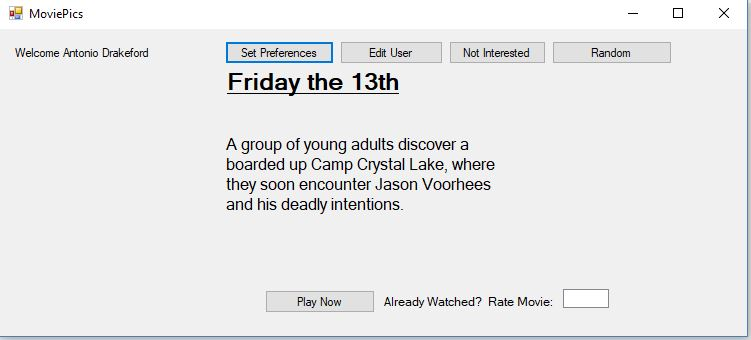 MoviePics
Welcome Antonio Drakeford
Set Preferences
Edit User
Not Interested
Random
Friday the 13th
A group of young adults discover a
boarded up Camp Crystal Lake, where
they soon encounter Jason Voorhees
and his deadly intentions.
Play Now
Already Watched? Rate Movie: